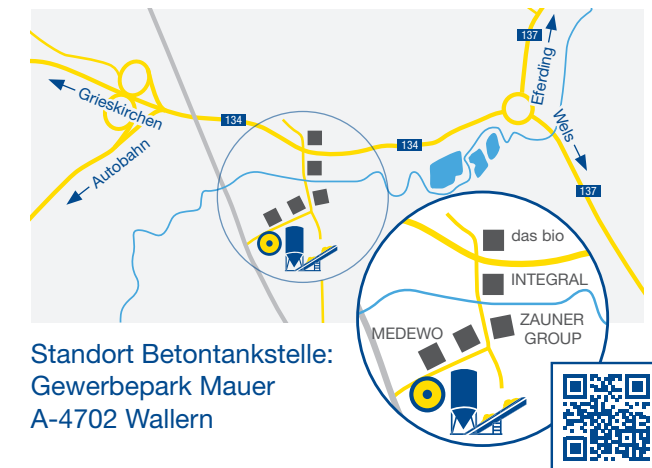 137
Eferding
Grieskirchen
134
Wels
Autobahn
134
137
das bio
INTEGRAL
ZAUNER
GROUP
MEDEWO
Standort Betontankstelle:
Gewerbepark Mauer
A-4702 Wallern